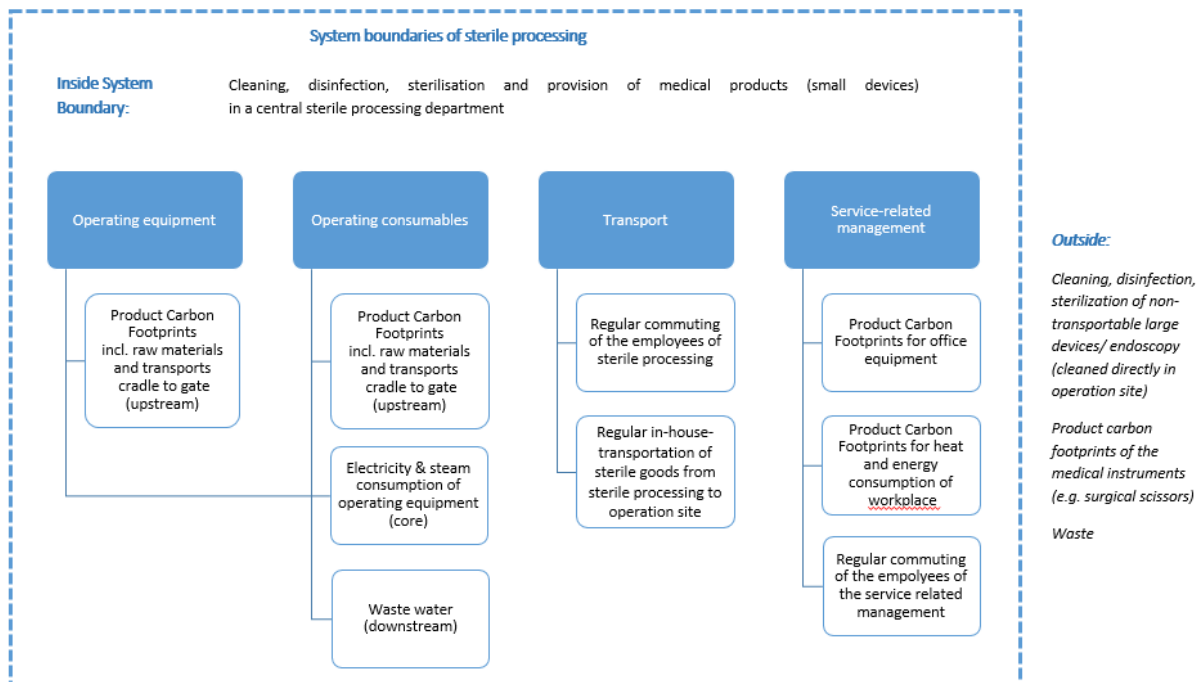 System boundaries of sterile processing
Inside System
Boundary:
Cleaning, disinfection, sterilisation and provision of medical products (small devices)
in a central sterile processing department
Operating equipment
Product Carbon
Footprints
incl. raw materials
and transports
cradle to gate
(upstream)
Operating consumables
Product Carbon
Footprints
incl. raw materials
and transports
cradle to gate
(upstream)
Electricity & steam
consumption of
operating equipment
(core)
Waste water
(downstream)
Transport
Regular commuting
of the employees of
sterile processing
Regular in-house-
transportation of
sterile goods from
sterile processing to
operation site
Service-related
management
Product Carbon
Footprints for office
equipment
Product Carbon
Footprints for heat
and energy
consumption of
workplace
Regular commuting
of the empolyees of
the service related
management
Outside:
Cleaning, disinfection,
sterilization of non-
transportable large
devices/ endoscopy
(cleaned directly in
operation site)
Product carbon
footprints of the
medical instruments
(e.g. surgical scissors)
Waste